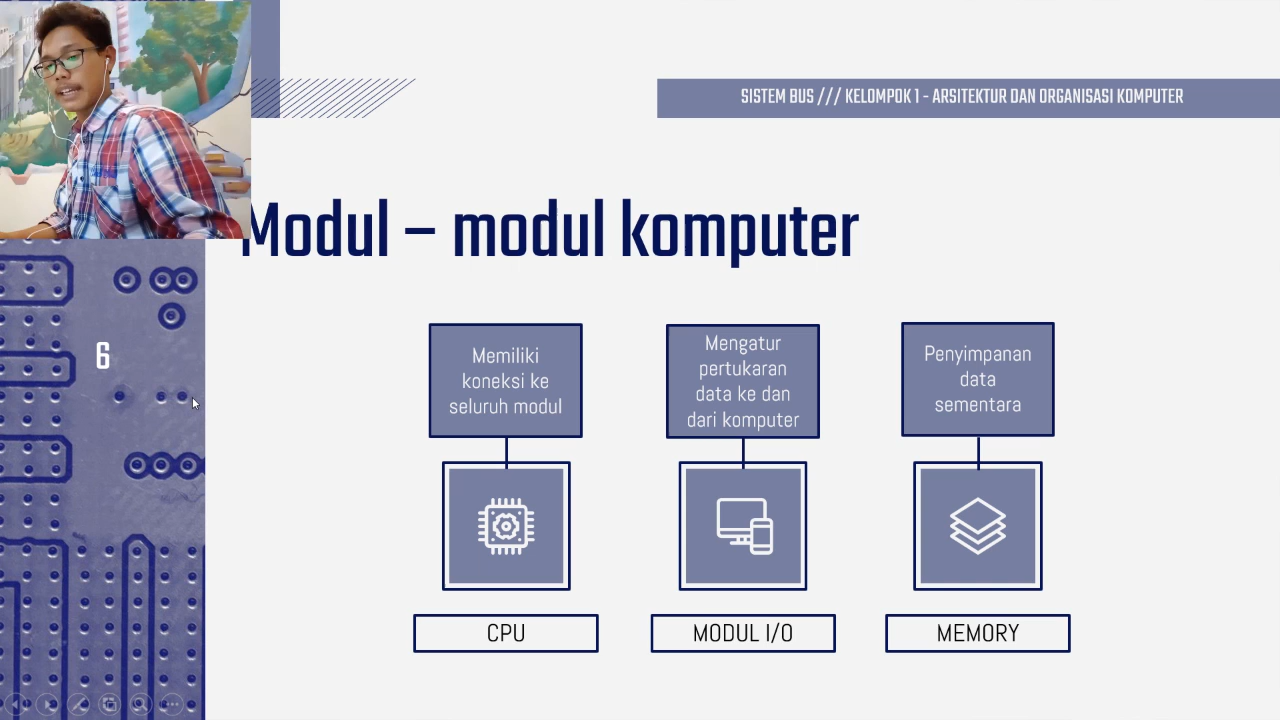 SISTEM BUS /// KELOMPOK 1 - ARSITEKTUR DAN ORGANISASI KOMPUTER
Modul – modul komputer
6
Memiliki
koneksi ke
seluruh modul
Mengatur
pertukaran
data ke dan
dari komputer
Penyimpanan
data
sementara
CPU
MODUL I/O
MEMORY